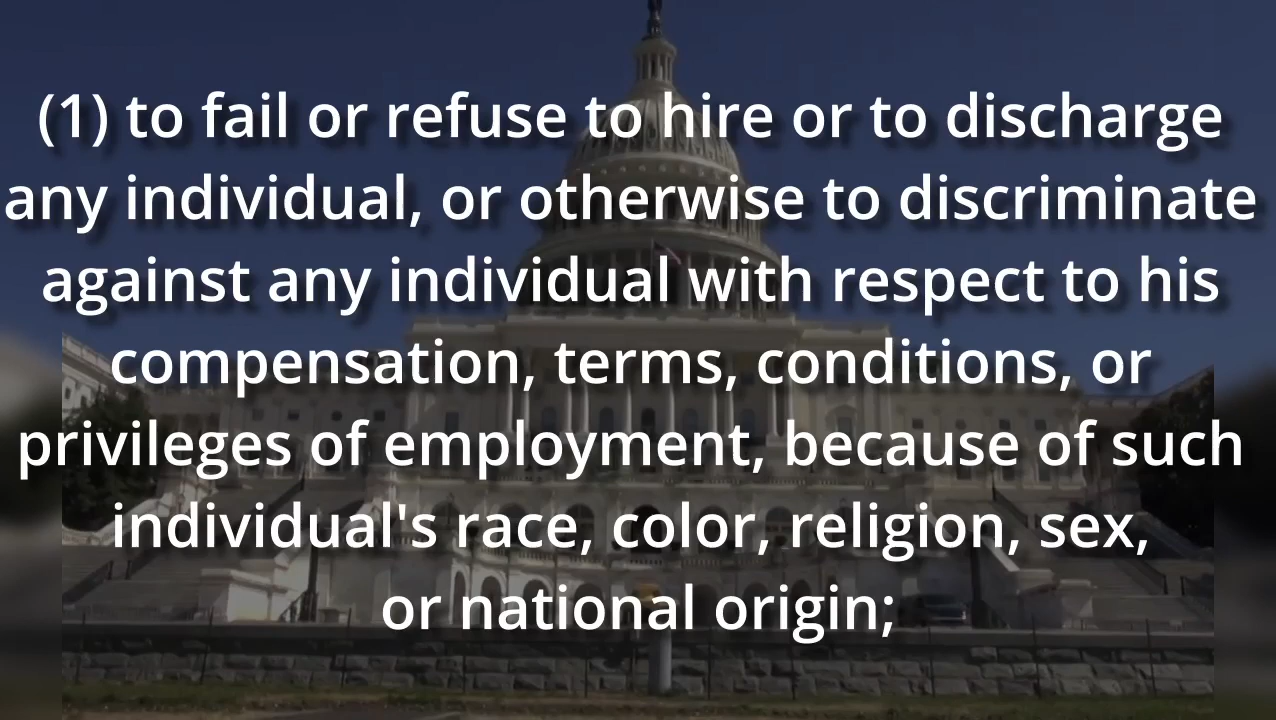 (1) to fail or refuse to hire or to discharge
any individual, or otherwise to discriminate
against any individual with respect to his
compensation, terms, conditions, or
privileges of employment, because of such
individual's race, color, religion, sex,
or national origin;